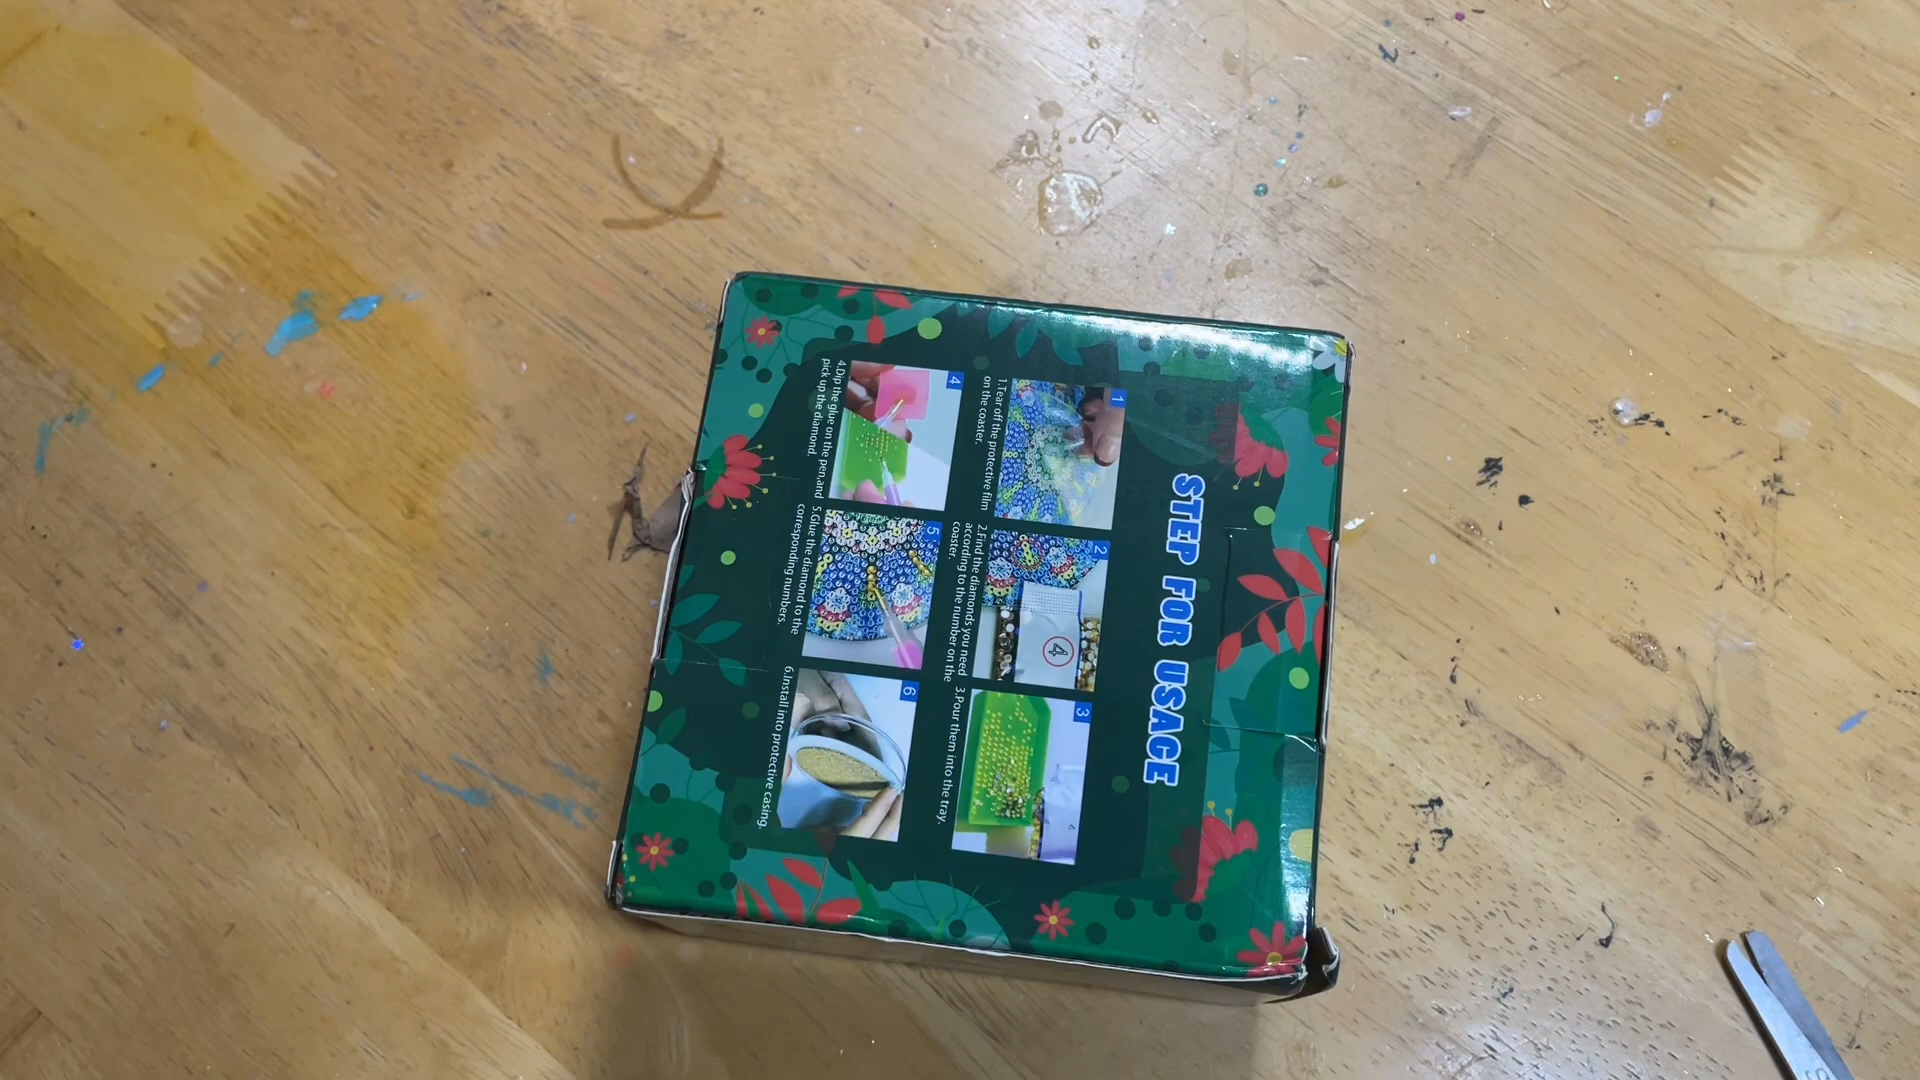 STEP FOR USAGE
1
1.Tear off the protective film
on the coaster.
2
4
2.Find the diamonds you need
according to the number on the
coaster.
3
3.Pour them into the tray.
4
4.Dip the glue on the pen,and
pick up the diamond.
5
5.Glue the diamond to the
corresponding numbers.
6
6.Install into protective casing.